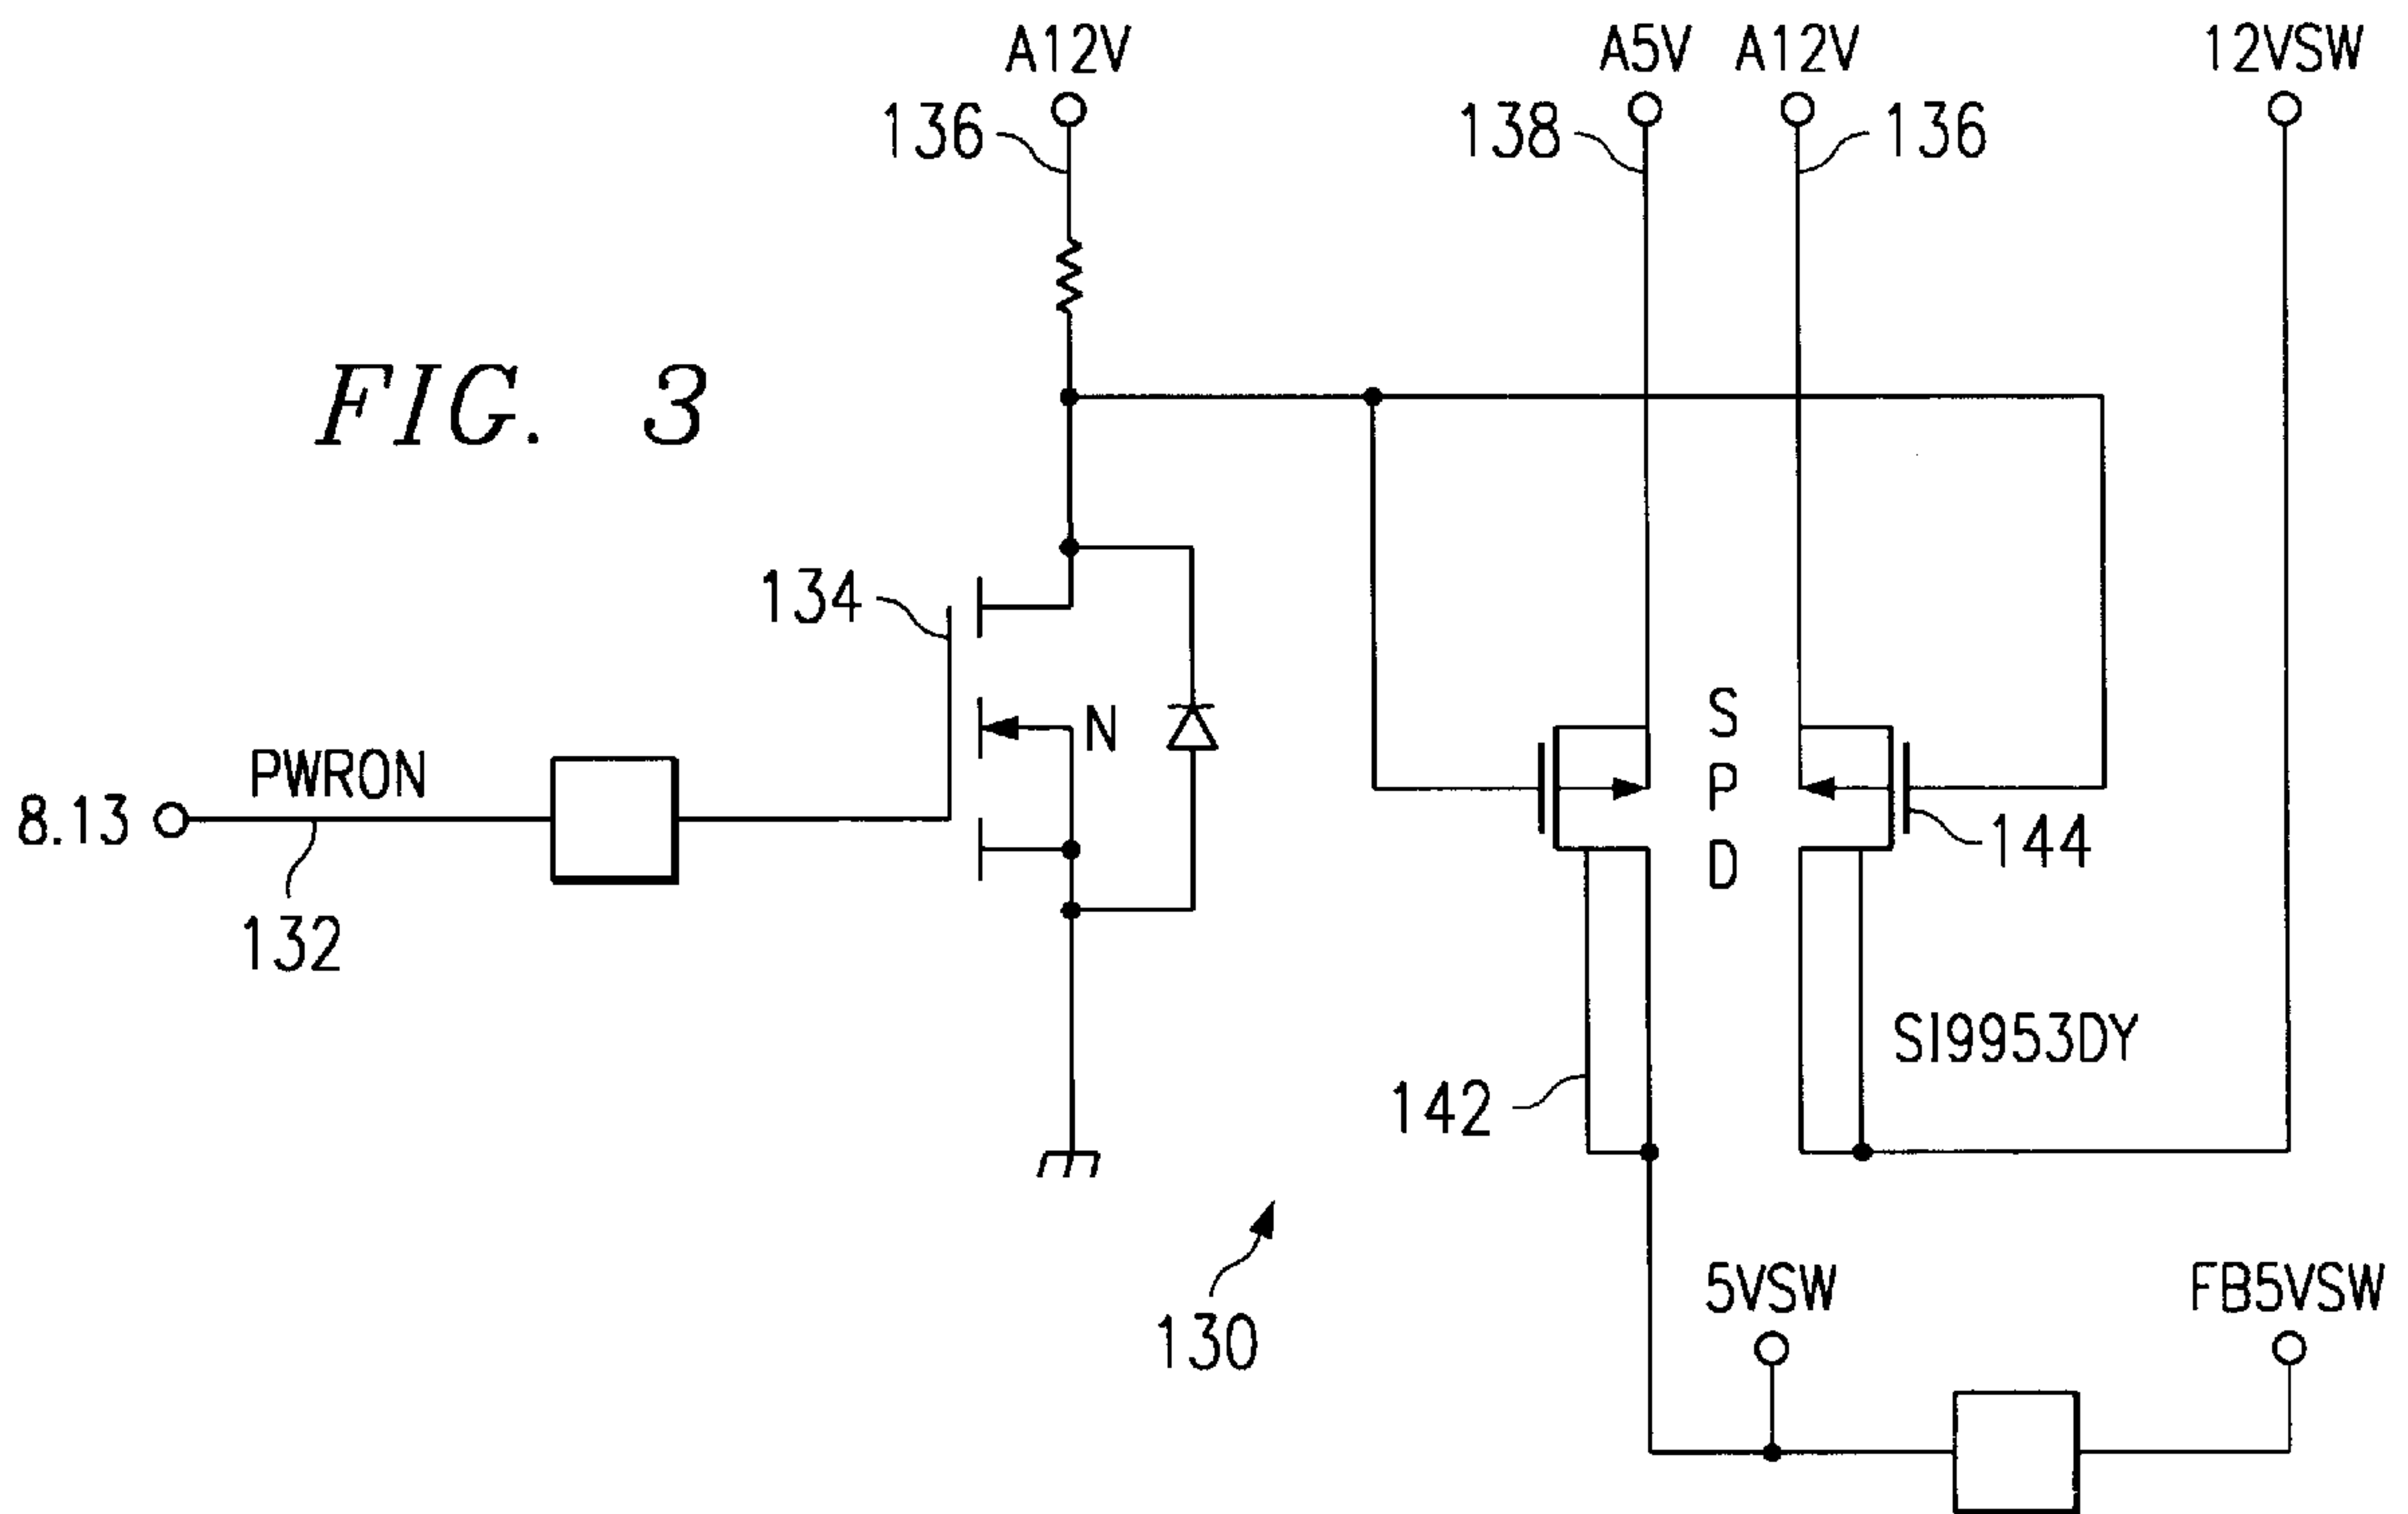 A12V
A5V
A12V
12VSW
136
138
136
FIG. 3
134
N
S
P
D
PWRON
8.13
132
144
SI9953DY
142
130
5VSW
FB5VSW